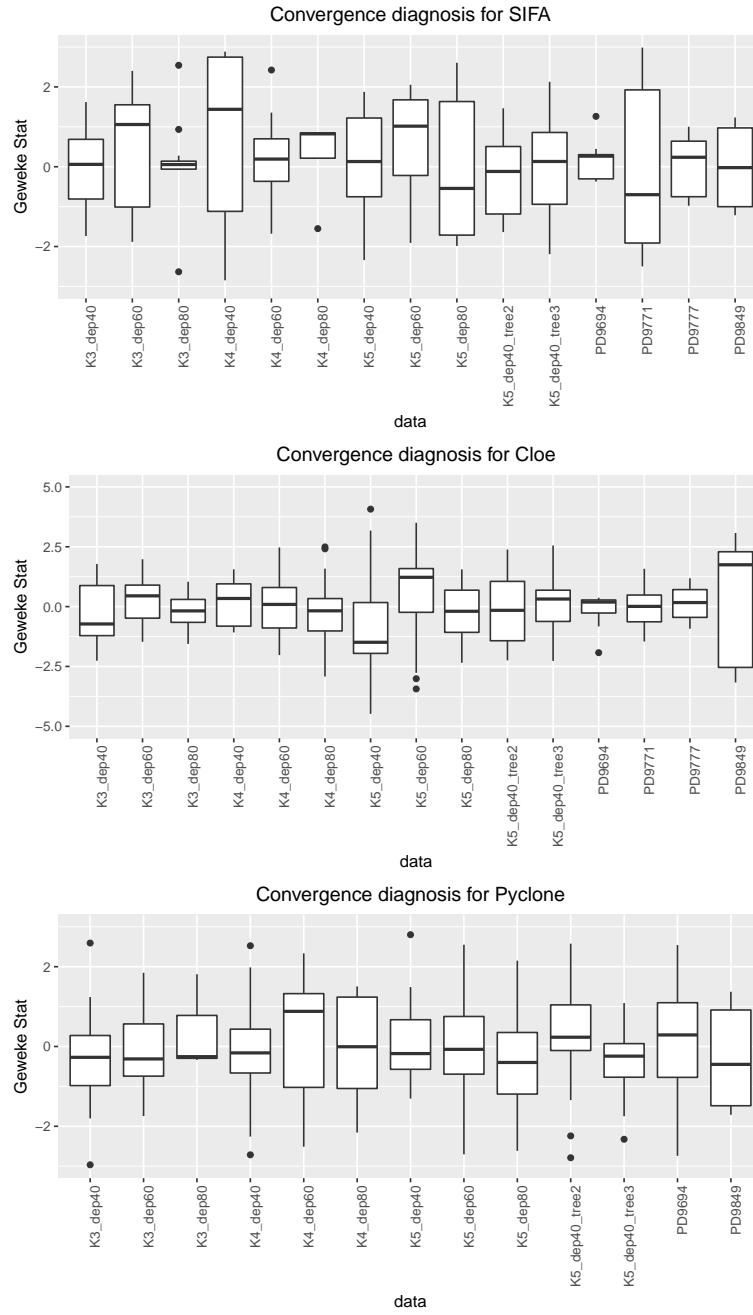 Convergence diagnosis for SIFA
Geweke Stat
2
0
−2
K3_dep40
K3_dep60
K3_dep80
K4_dep40
K4_dep60
K4_dep80
K5_dep40
K5_dep60
K5_dep80
K5_dep40_tree2
K5_dep40_tree3
PD9694
PD9771
PD9777
PD9849
data
Convergence diagnosis for Cloe
Geweke Stat
5.0
2.5
0.0
−2.5
−5.0
K3_dep40
K3_dep60
K3_dep80
K4_dep40
K4_dep60
K4_dep80
K5_dep40
K5_dep60
K5_dep80
K5_dep40_tree2
K5_dep40_tree3
PD9694
PD9771
PD9777
PD9849
data
Convergence diagnosis for Pyclone
Geweke Stat
2
0
−2
K3_dep40
K3_dep60
K3_dep80
K4_dep40
K4_dep60
K4_dep80
K5_dep40
K5_dep60
K5_dep80
K5_dep40_tree2
K5_dep40_tree3
PD9694
PD9849
data